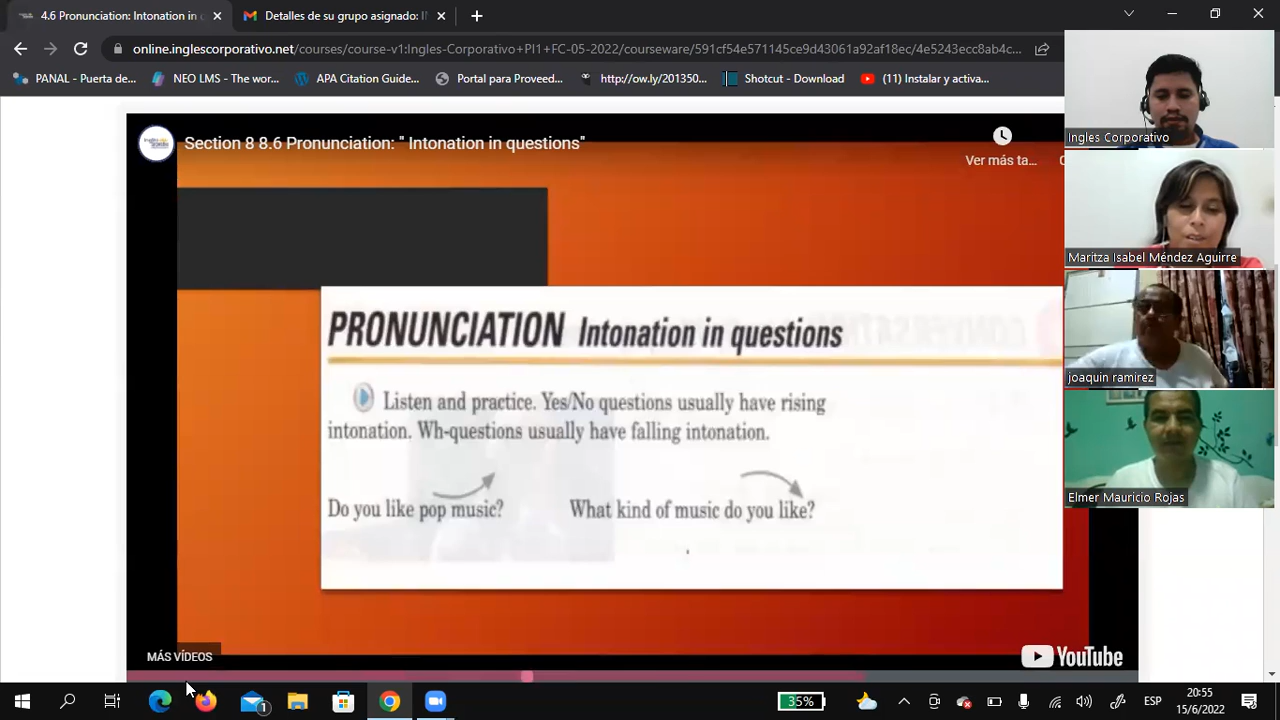 4.6 Pronunciation: Intonation in q
Detalles de su grupo asignado: I
online.inglescorporativo.net/courses/course-v1:Ingles-Corporativo+PI1+FC-05-2022/courseware/591cf54e571145ce9d43061a92af18ec/4e5243ecc8ab4c...
PANAL - Puerta de...
NEO LMS - The wor...
APA Citation Guide...
Portal para Proveed...
http://ow.ly/201350...
Shotcut - Download
(11) Instalar y activa...
Section 8 8.6 Pronunciation: " Intonation in questions"
Ver más ta...
PRONUNCIATION Intonation in questions
Listen and practice. Yes/No questions usually have rising
intonation. Wh-questions usually have falling intonation.
Do you like pop music? What kind of music do you like?
MÁS VÍDEOS
YouTube
Ingles Corporativo
Maritza Isabel Méndez Aguirre
joaquin ramirez
Elmer Mauricio Rojas
1
35%
ESP
20:55
15/6/2022